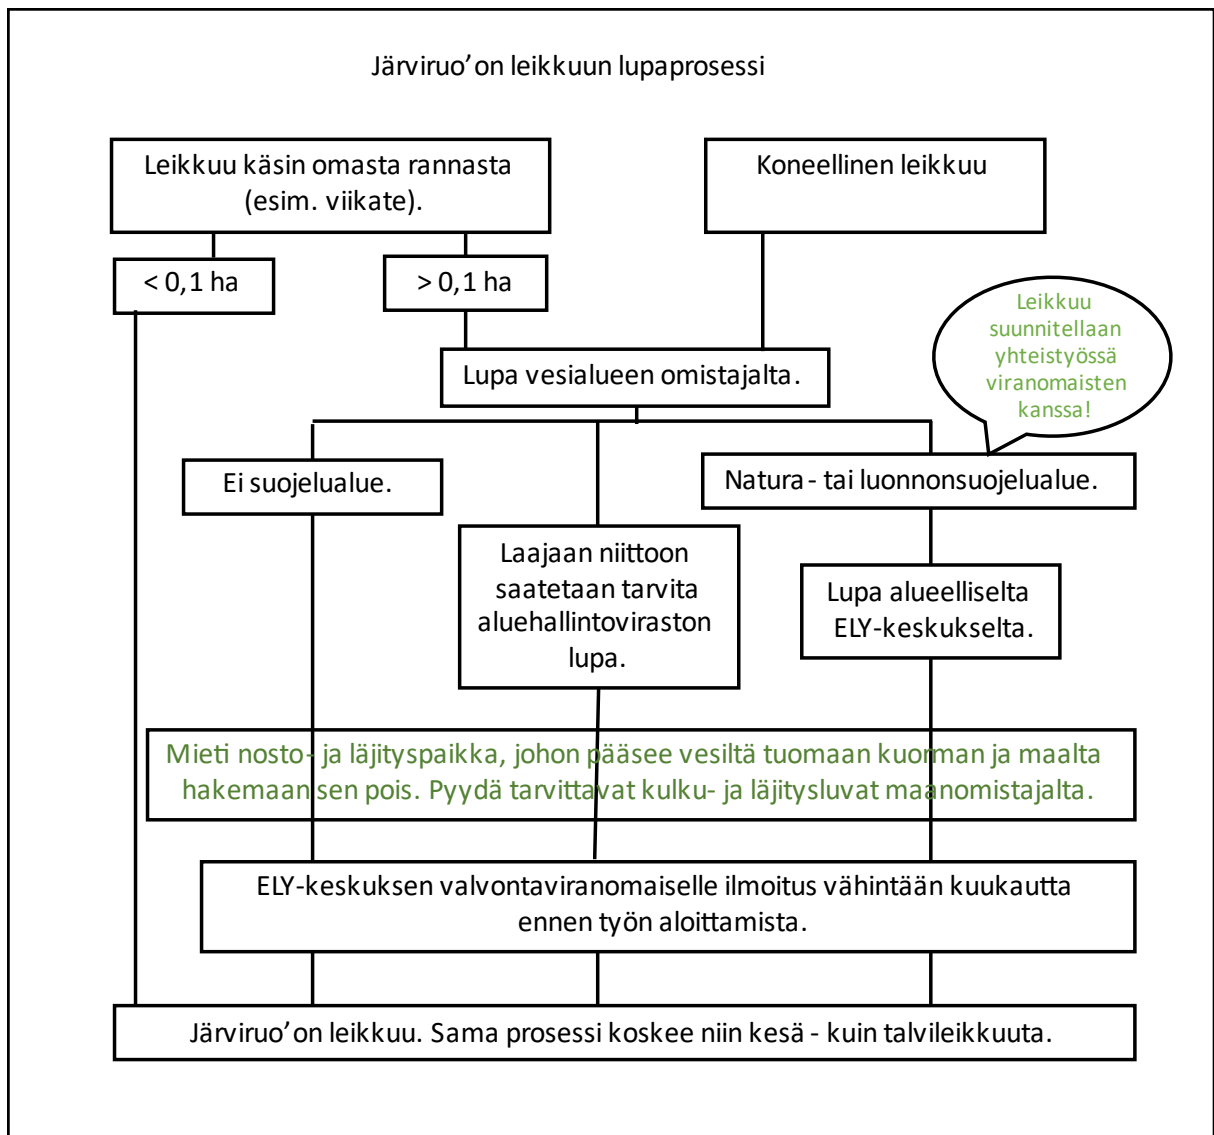 Järviruo’on leikkuun lupaprosessi
Leikkuu käsin omasta rannasta
(esim. viikate).
Koneellinen leikkuu
< 0,1 ha
> 0,1 ha
Leikkuu
suunnitellaan
yhteistyössä
viranomaisten
kanssa!
Lupa vesialueen omistajalta.
Ei suojelualue.
Natura- tai luonnonsuojelualue.
Laajaan niittoon
saatetaan tarvita
aluehallintoviraston
lupa.
Lupa alueelliselta
ELY-keskukselta.
Mieti nosto- ja läjityspaikka, johon pääsee vesiltä tuomaan kuorman ja maalta
hakemaan sen pois. Pyydä tarvittavat kulku- ja läjitysluvat maanomistajalta.
ELY-keskuksen valvontaviranomaiselle ilmoitus vähintään kuukautta
ennen työn aloittamista.
Järviruo’on leikkuu. Sama prosessi koskee niin kesä - kuin talvileikkuuta.